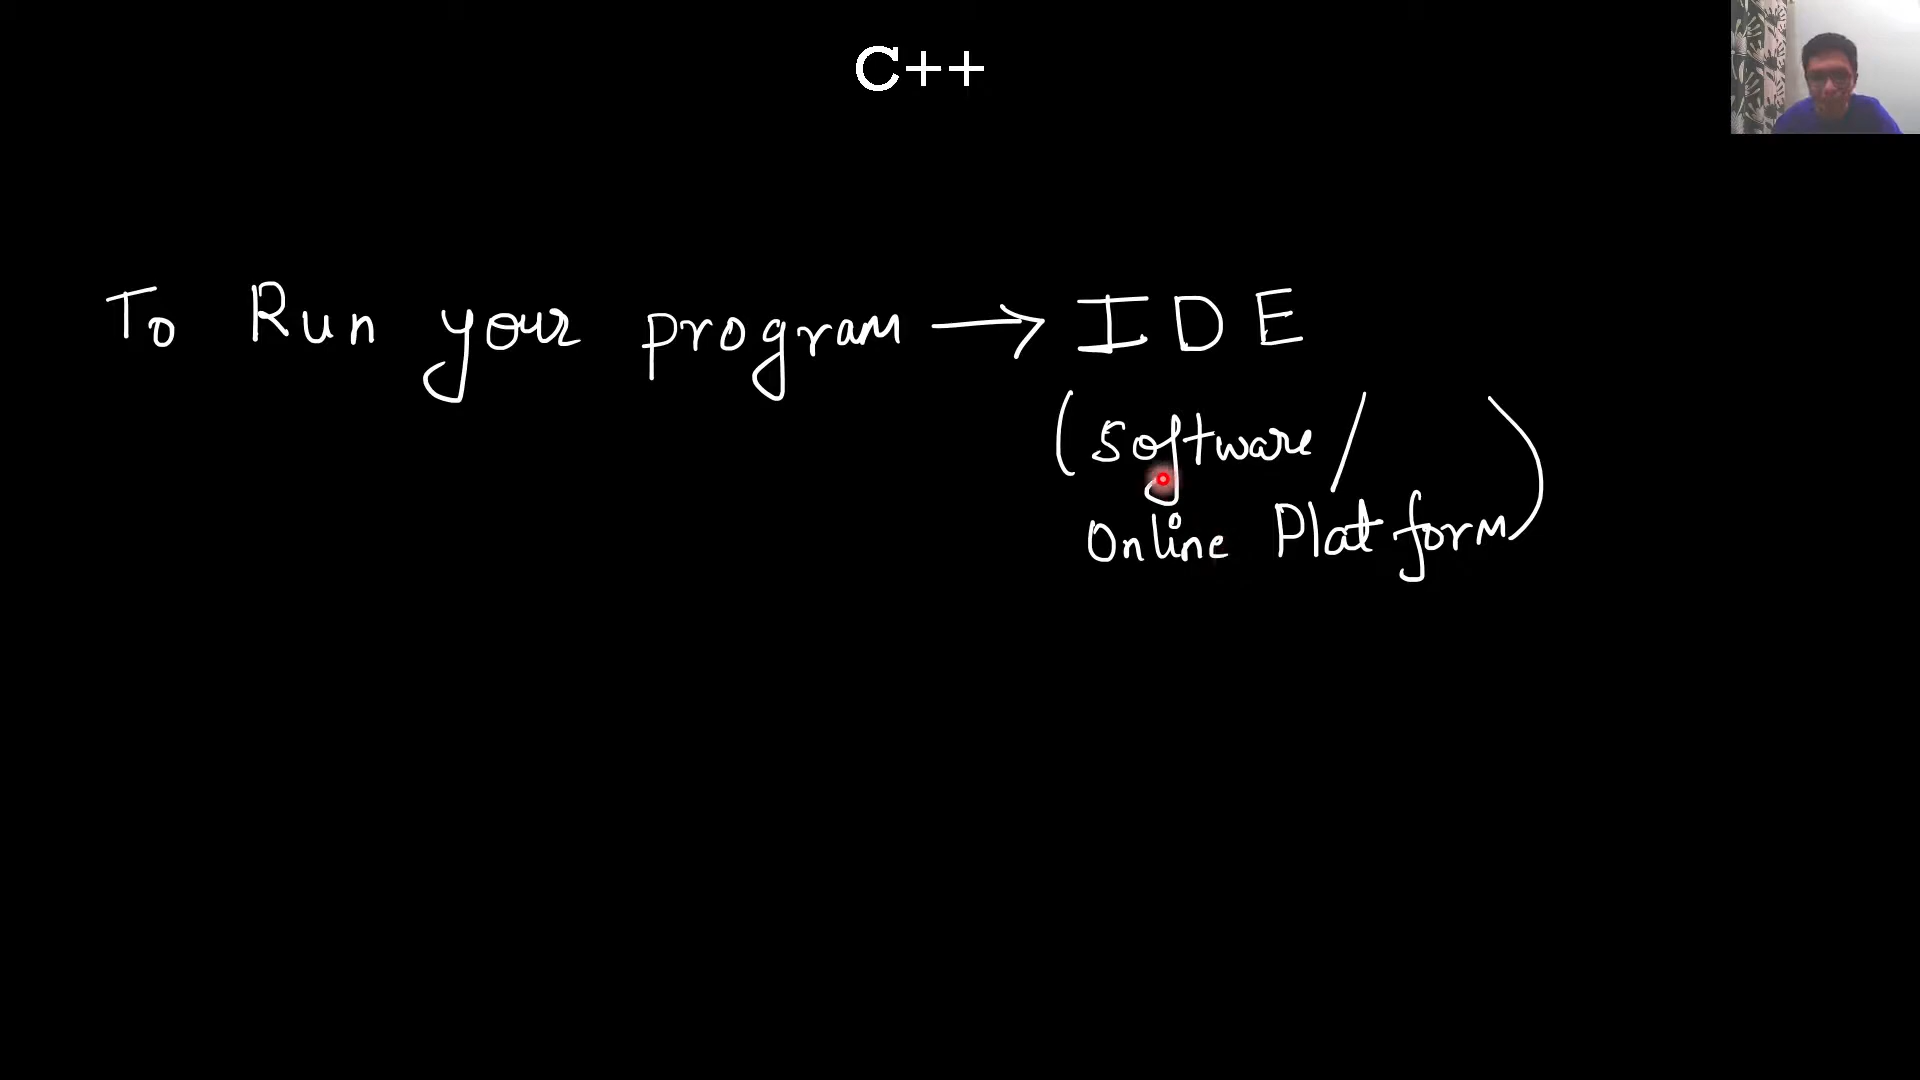 C++
To Run your program → IDE
(Software/
Online Platform)